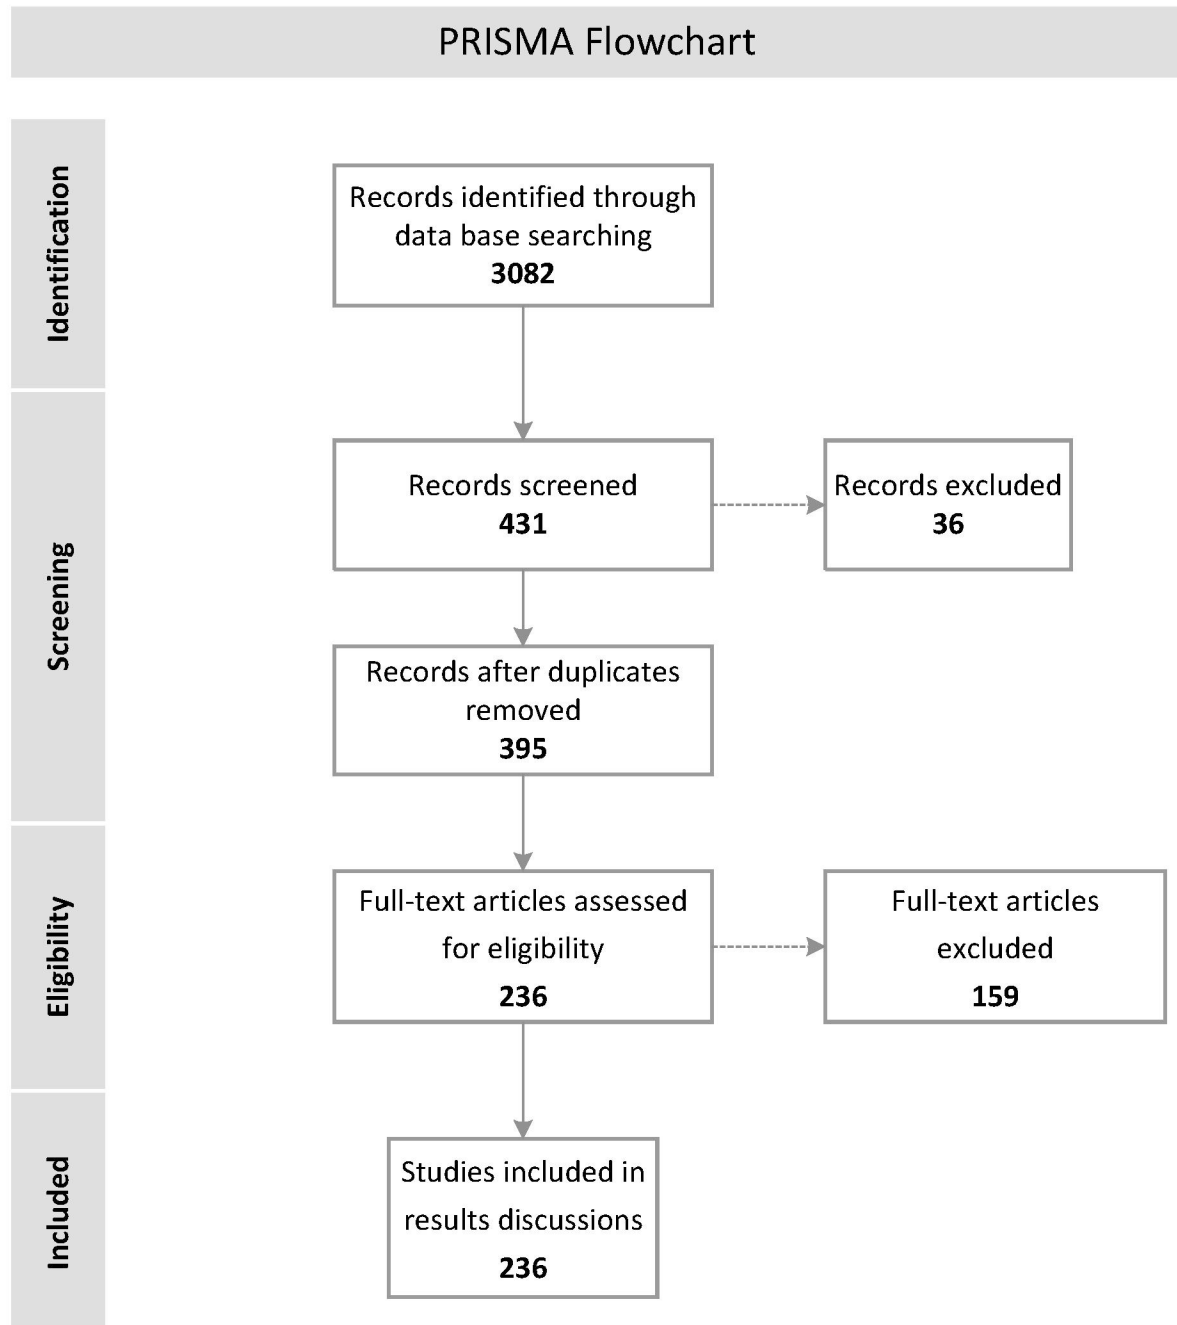 PRISMA Flowchart
Identification
Records identified through
data base searching
3082
Screening
Records screened
431
Records excluded
36
Records after duplicates
removed
395
Eligibility
Full-text articles assessed
for eligibility
236
Full-text articles
excluded
159
Included
Studies included in
results discussions
236